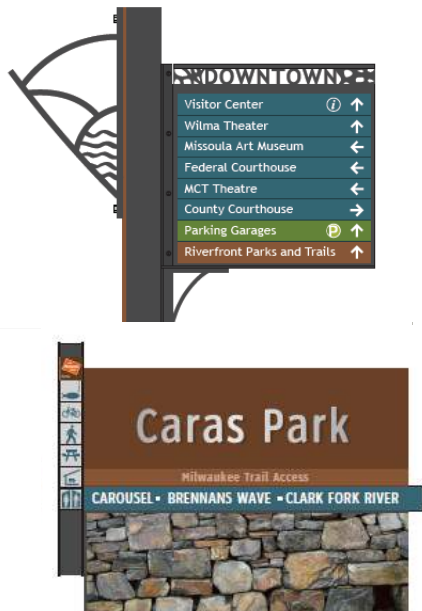 DOWNTOWN
Visitor Center i ↑
Wilma Theater ↑
Missoula Art Museum ←
Federal Courthouse ←
MCT Theatre ←
County Courthouse →
Parking Garages P ↑
Riverfront Parks and Trails ↑
Caras Park
Milwaukee Trail Access
CAROUSEL ▪ BRENNANS WAVE ▪ CLARK FORK RIVER